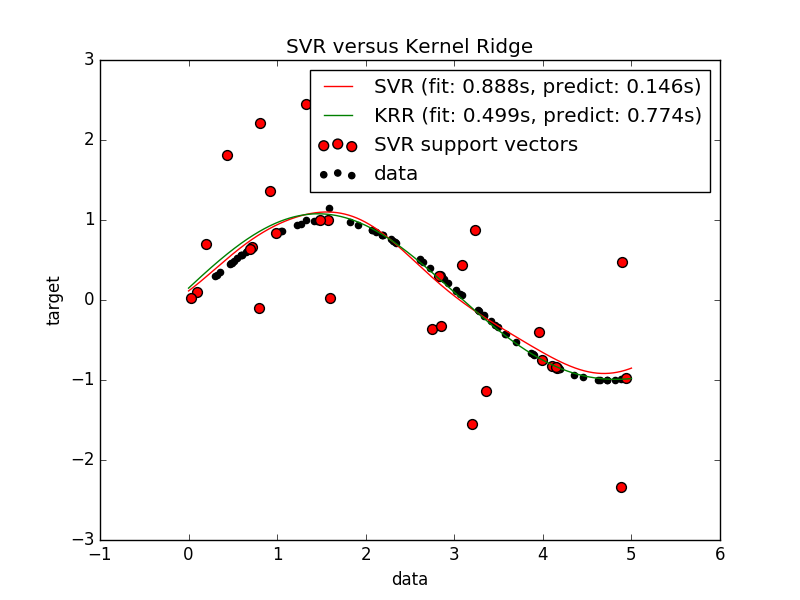 SVR versus Kernel Ridge
SVR (fit: 0.888s, predict: 0.146s)
KRR (fit: 0.499s, predict: 0.774s)
SVR support vectors
data
3
2
1
0
−1
−2
−3
target
−1 0 1 2 3 4 5 6
data